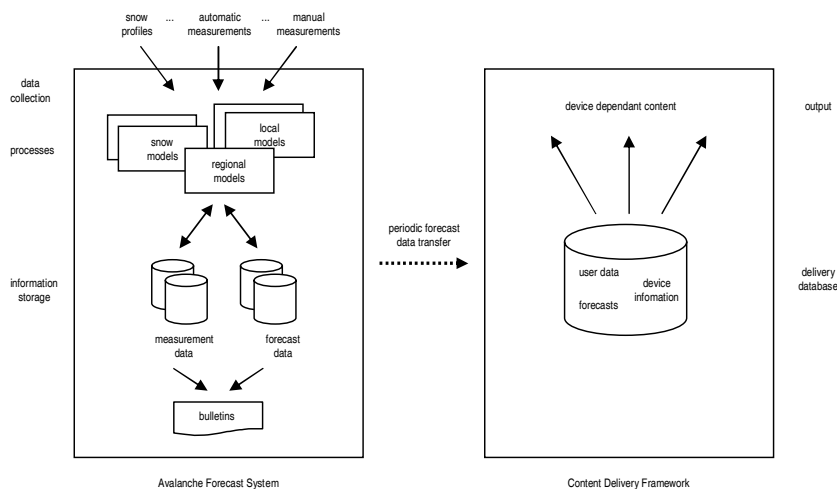 snow ... automatic ... manual
profiles measurements measurements
data
collection
processes
information
storage
snow
models
local
models
regional
models
measurement
data
forecast
data
bulletins
Avalanche Forecast System
periodic forecast
data transfer
device dependant content
user data
device
infomation
forecasts
output
delivery
database
Content Delivery Framework